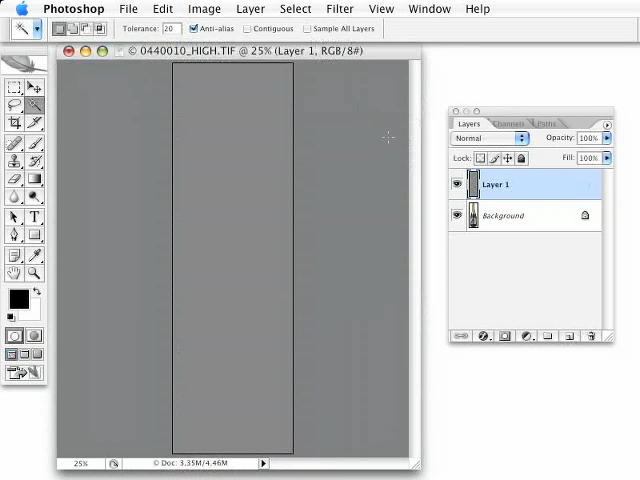 Photoshop File Edit Image Layer Select Filter View Window Help
Tolerance: 20 Anti-alias Contiguous Sample All Layers
© 0440010_HIGH.TIF @ 25% (Layer 1, RGB/8#)
Layers Channels Paths
Normal Opacity: 100%
Lock: Fill: 100%
Layer 1
Background
T
25% © Doc: 3.35M/4.46M